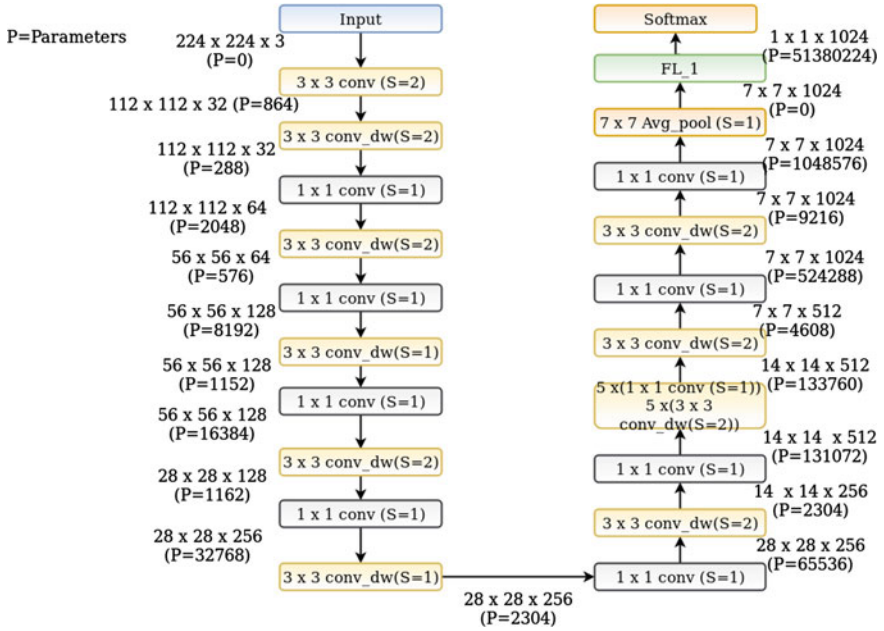 P=Parameters
Input
224 x 224 x 3
(P=0)
3 x 3 conv (S=2)
112 x 112 x 32 (P=864)
3 x 3 conv_dw(S=2)
112 x 112 x 32
(P=288)
1 x 1 conv (S=1)
112 x 112 x 64
(P=2048)
3 x 3 conv_dw(S=2)
56 x 56 x 64
(P=576)
1 x 1 conv (S=1)
56 x 56 x 128
(P=8192)
3 x 3 conv_dw(S=1)
56 x 56 x 128
(P=1152)
1 x 1 conv (S=1)
56 x 56 x 128
(P=16384)
3 x 3 conv_dw(S=2)
28 x 28 x 128
(P=1162)
1 x 1 conv (S=1)
28 x 28 x 256
(P=32768)
3 x 3 conv_dw(S=1)
28 x 28 x 256
(P=2304)
1 x 1 conv (S=1)
28 x 28 x 256
(P=65536)
3 x 3 conv_dw(S=2)
14 x 14 x 256
(P=2304)
1 x 1 conv (S=1)
14 x 14 x 512
(P=131072)
5 x(1 x 1 conv (S=1))
5 x(3 x 3
conv_dw(S=2))
14 x 14 x 512
(P=133760)
3 x 3 conv_dw(S=2)
7 x 7 x 512
(P=4608)
1 x 1 conv (S=1)
7 x 7 x 1024
(P=524288)
3 x 3 conv_dw(S=2)
7 x 7 x 1024
(P=9216)
1 x 1 conv (S=1)
7 x 7 x 1024
(P=1048576)
7 x 7 Avg_pool (S=1)
7 x 7 x 1024
(P=0)
FL_1
1 x 1 x 1024
(P=51380224)
Softmax